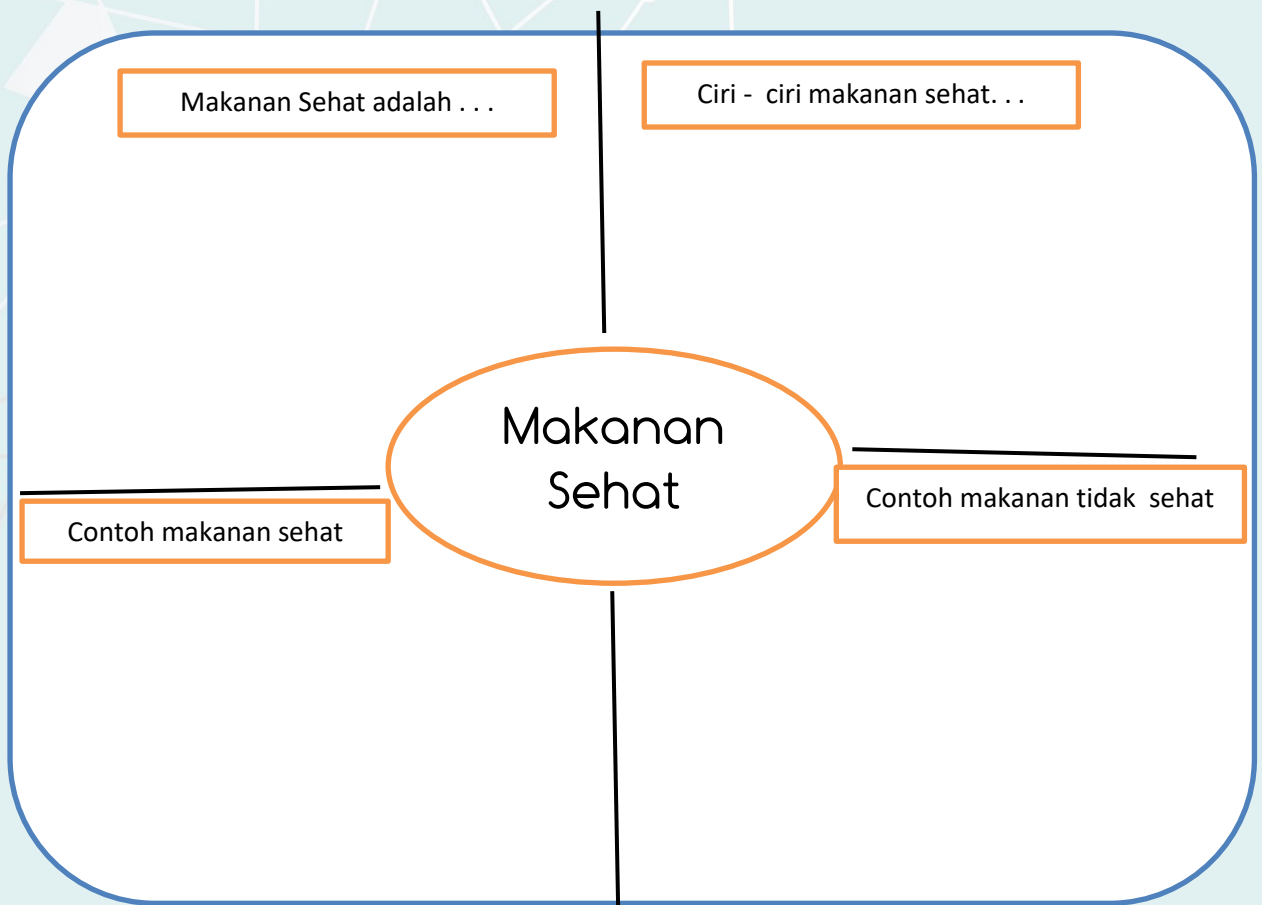 Makanan Sehat adalah . . .
Ciri - ciri makanan sehat. . .
Makanan
Sehat
Contoh makanan sehat
Contoh makanan tidak sehat